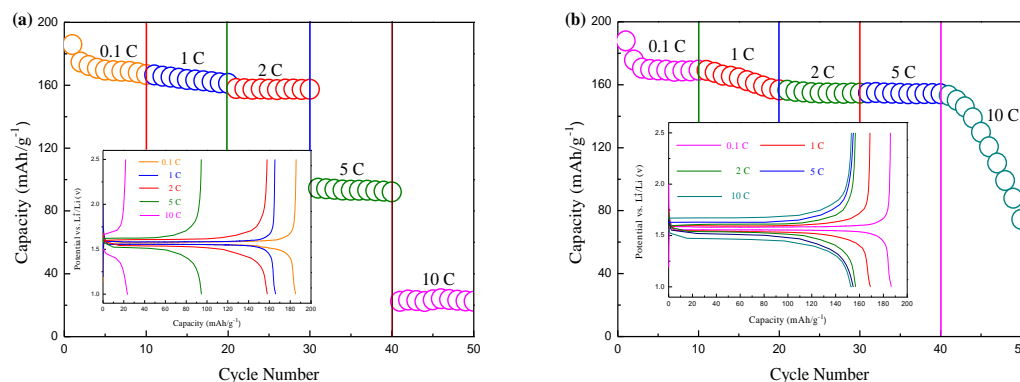 (a)
200
160
120
80
40
0
Capacity (mAh/g⁻¹)
0.1 C
1 C
2 C
5 C
10 C
2.5
2.0
1.5
1.0
Potential vs. Li⁺/Li (v)
0.1 C
1 C
2 C
5 C
10 C
0 20 40 60 80 100 120 140 160 180 200
Capacity (mAh/g⁻¹)
0 10 20 30 40 50
Cycle Number
(b)
200
160
120
80
40
0
Capacity (mAh/g⁻¹)
0.1 C
1 C
2 C
5 C
10 C
2.5
2.0
1.5
1.0
Potential vs. Li⁺/Li (v)
0.1 C 1 C
2 C 5 C
10 C
0 20 40 60 80 100 120 140 160 180 200
Capacity (mAh/g⁻¹)
0 10 20 30 40 50
Cycle Number